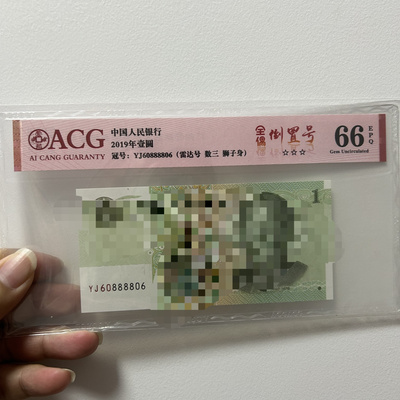 ACG
AI CANG GUARANTY
中国人民银行
2019年壹圆
冠号：YJ60888806（雷达号 数三 狮子身）
全偶 倒置号
☆☆☆
66 EPQ
Gem Uncirculated
1
YJ60888806